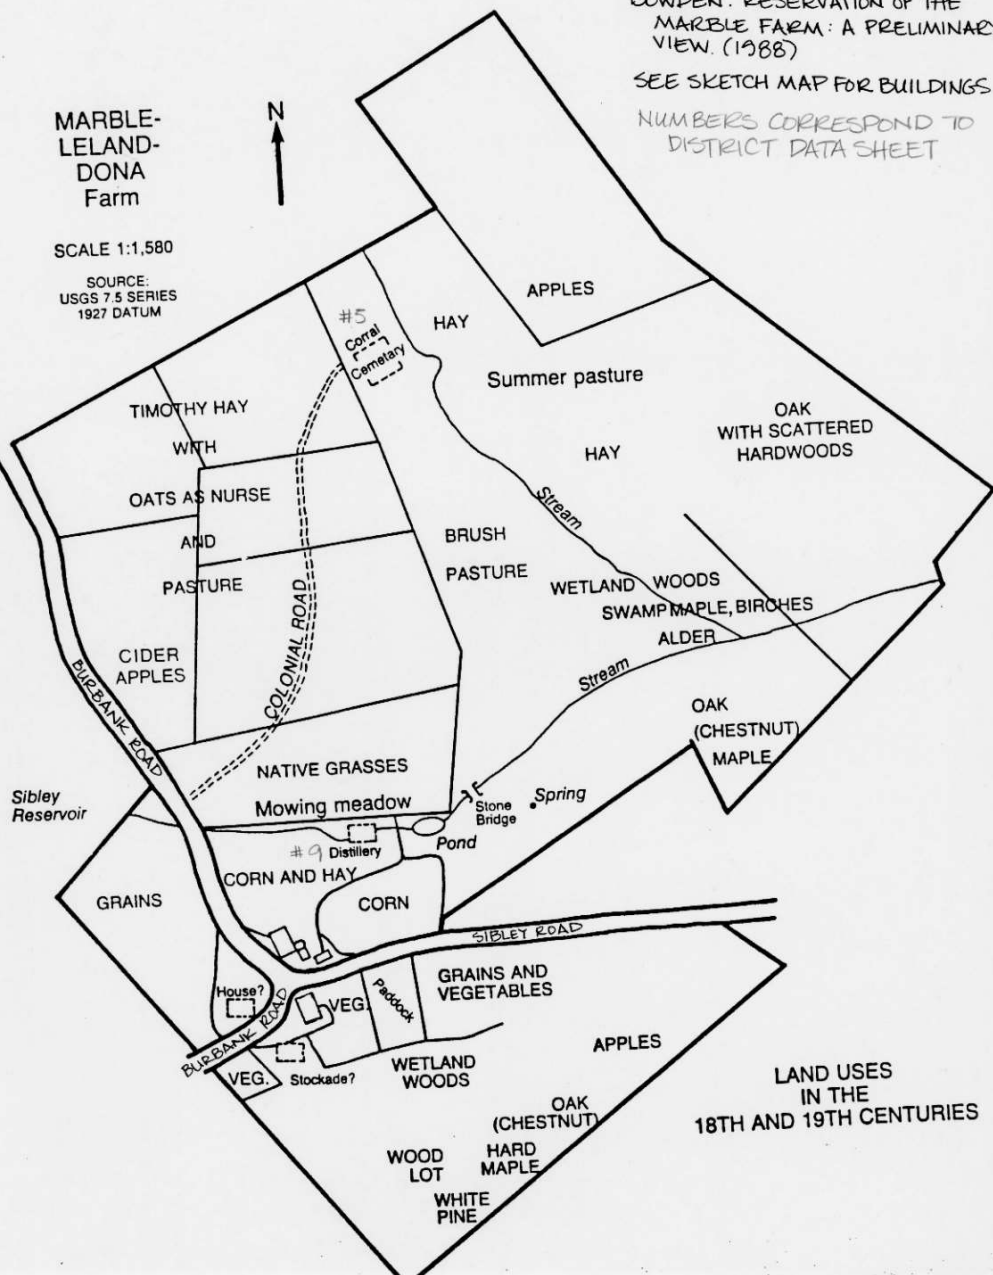 BOWDEN: RESERVATION OF THE
MARBLE FARM: A PRELIMINARY
VIEW. (1988)
SEE SKETCH MAP FOR BUILDINGS
NUMBERS CORRESPOND TO
DISTRICT DATA SHEET
MARBLE-
LELAND-
DONA
Farm
N
SCALE 1:1,580
SOURCE:
USGS 7.5 SERIES
1927 DATUM
APPLES
#5
Corral
Cemetary
HAY
Summer pasture
TIMOTHY HAY
WITH
OATS AS NURSE
AND
PASTURE
OAK
WITH SCATTERED
HARDWOODS
HAY
Stream
BRUSH
PASTURE
WETLAND WOODS
SWAMP MAPLE, BIRCHES
ALDER
Stream
COLONIAL ROAD
CIDER
APPLES
BURBANK ROAD
OAK
(CHESTNUT)
MAPLE
NATIVE GRASSES
Mowing meadow
Sibley
Reservoir
Stone
Bridge
Spring
Pond
#9 Distillery
CORN AND HAY
GRAINS
CORN
SIBLEY ROAD
House?
BURBANK ROAD
VEG.
Paddock
GRAINS AND
VEGETABLES
VEG.
Stockade?
WETLAND
WOODS
APPLES
OAK
(CHESTNUT)
HARD
MAPLE
WOOD
LOT
WHITE
PINE
LAND USES
IN THE
18TH AND 19TH CENTURIES